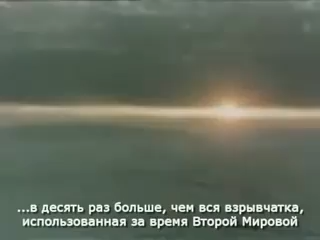 ...в десять раз больше, чем вся взрывчатка,
использованная за время Второй Мировой